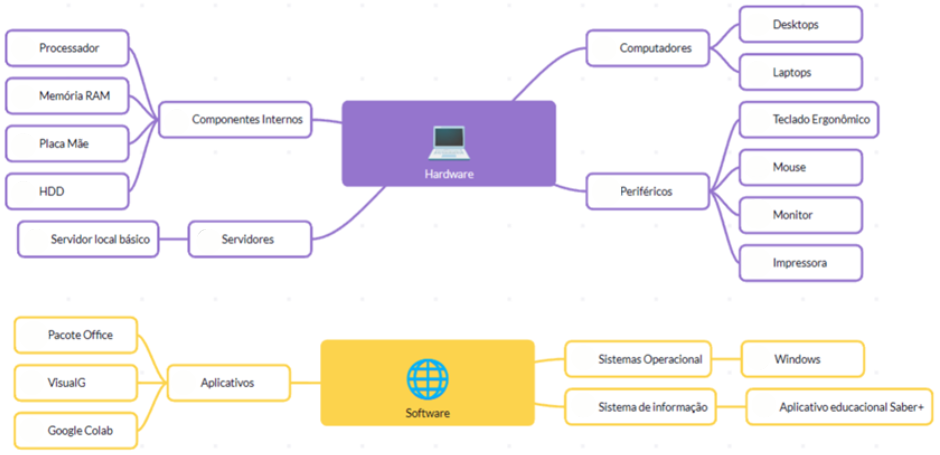 Processador
Memória RAM
Placa Mãe
HDD
Componentes Internos
Servidor local básico
Servidores
Hardware
Computadores
Desktops
Laptops
Periféricos
Teclado Ergonômico
Mouse
Monitor
Impressora
Pacote Office
VisualG
Google Colab
Aplicativos
Software
Sistemas Operacional
Windows
Sistema de informação
Aplicativo educacional Saber+